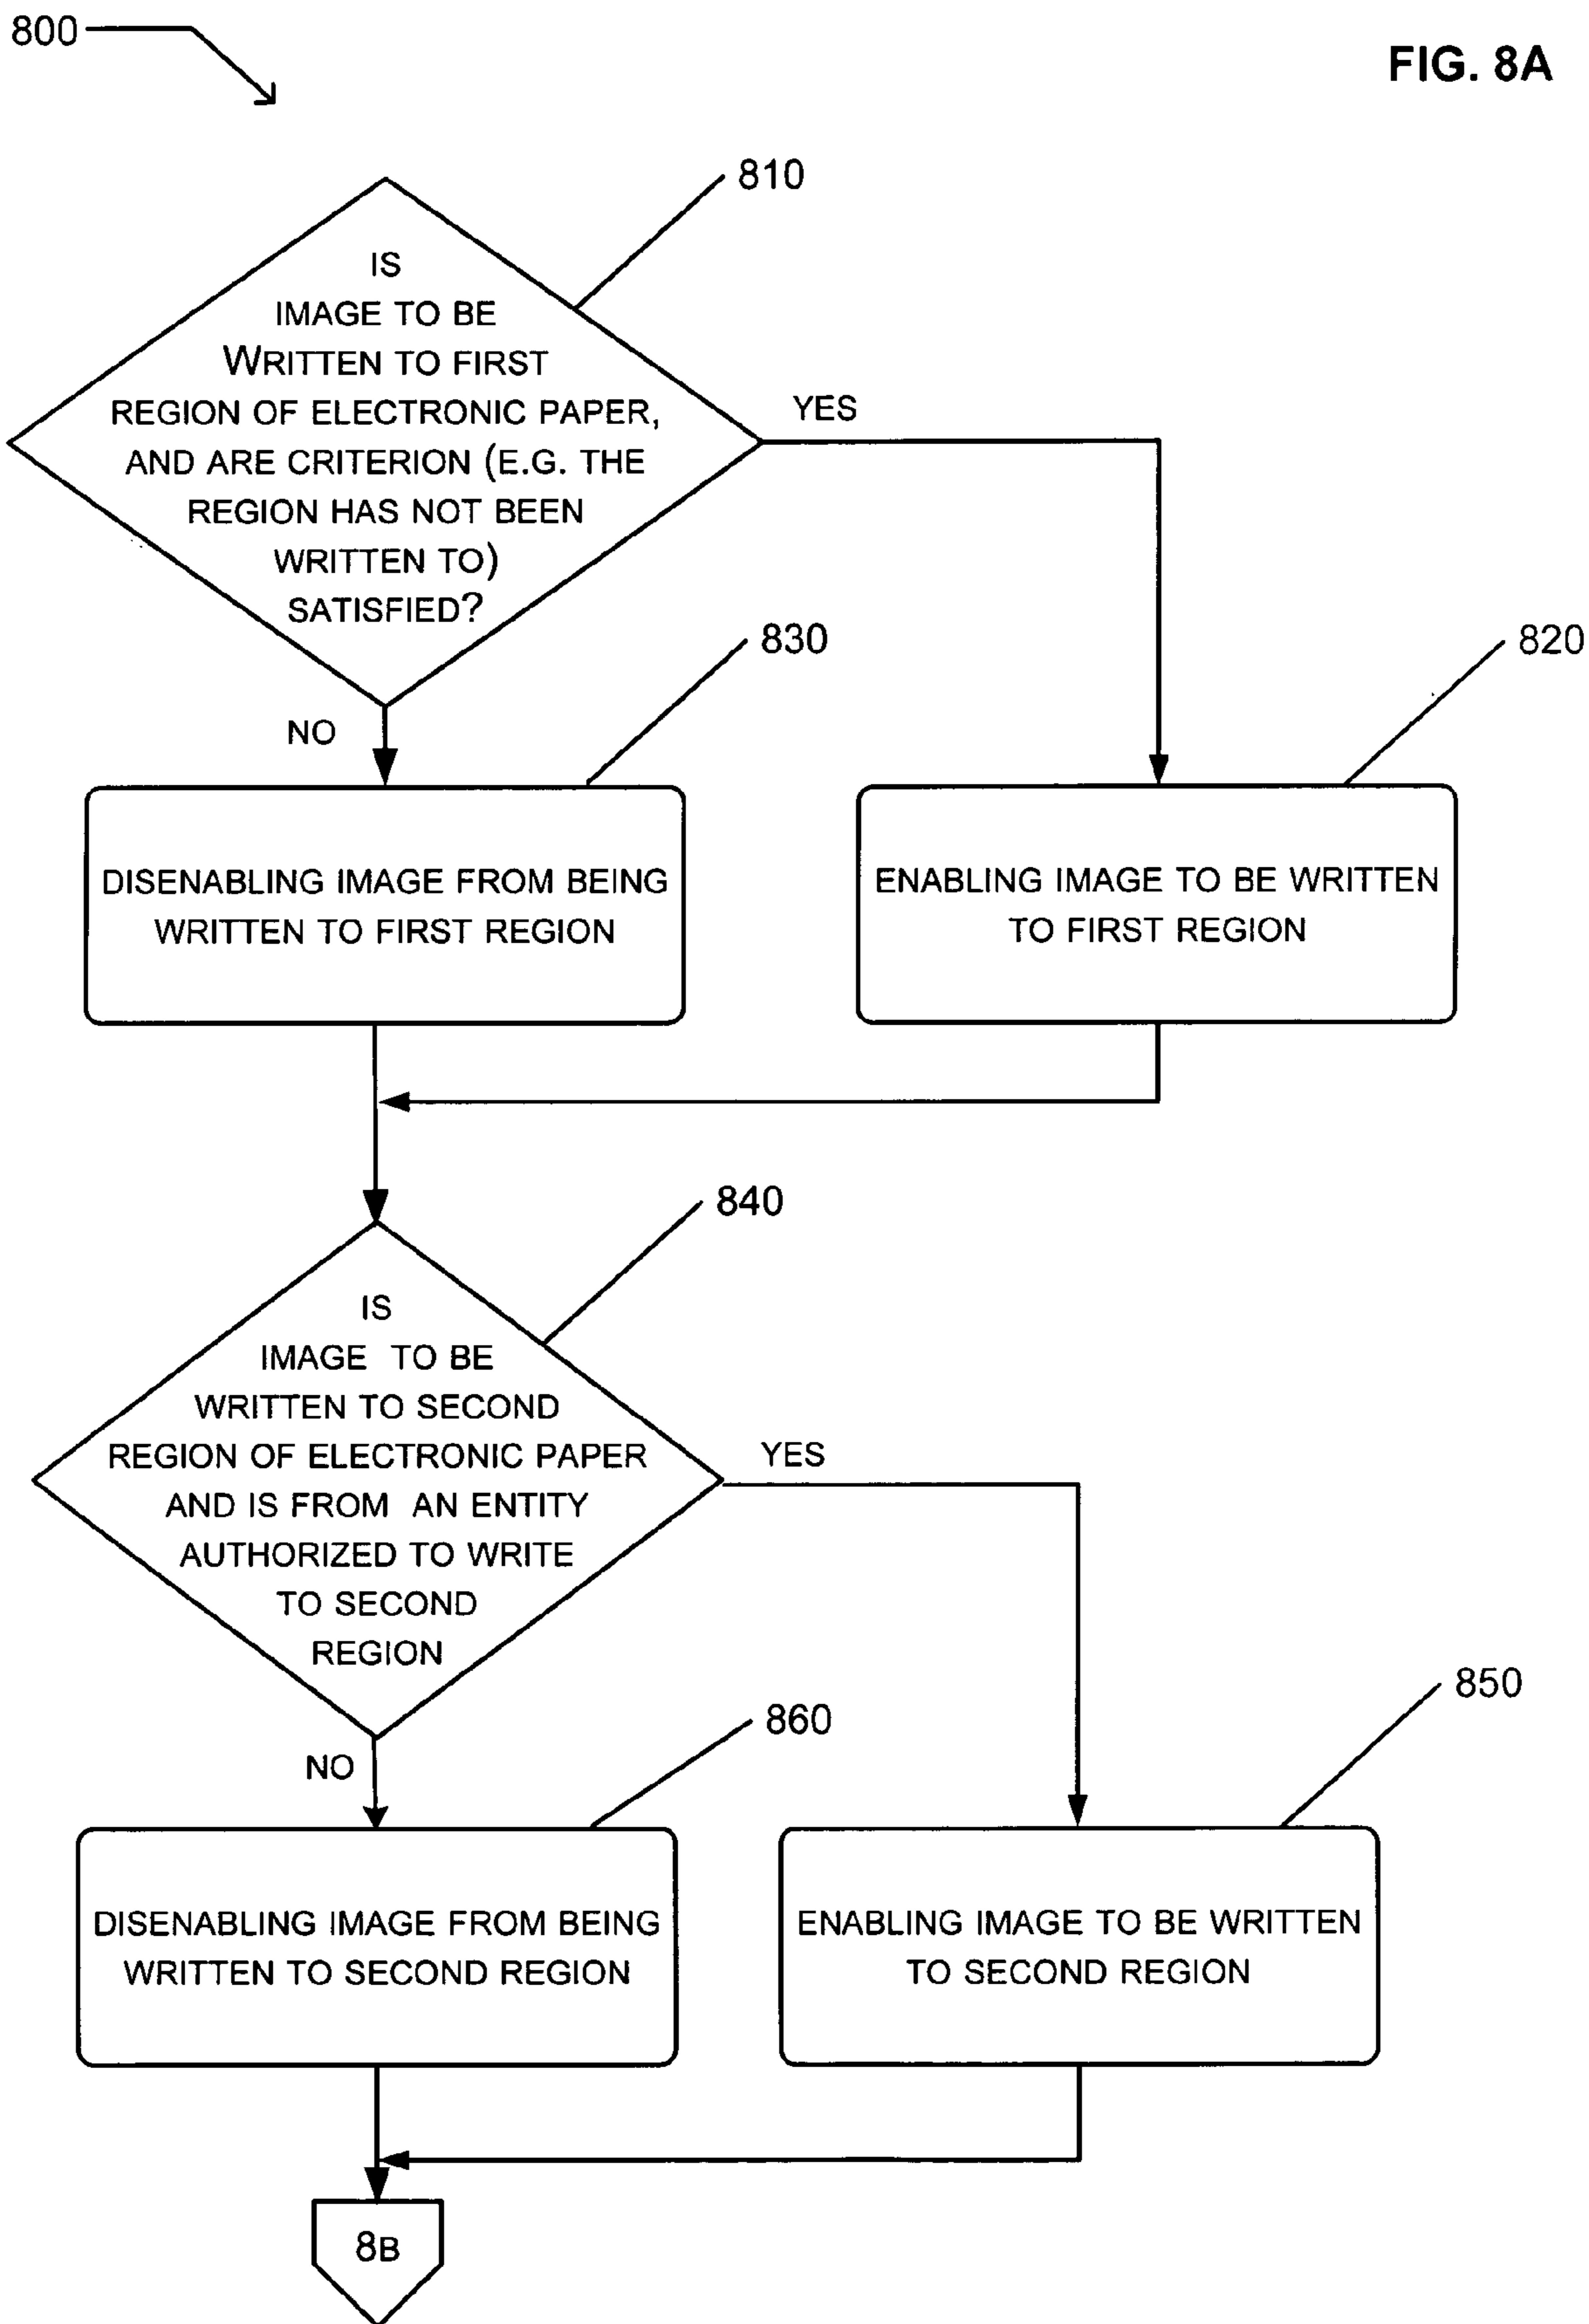 800
FIG. 8A
810
IS
IMAGE TO BE
WRITTEN TO FIRST
REGION OF ELECTRONIC PAPER,
AND ARE CRITERION (E.G. THE
REGION HAS NOT BEEN
WRITTEN TO)
SATISFIED?
YES
NO
830
820
DISENABLING IMAGE FROM BEING
WRITTEN TO FIRST REGION
ENABLING IMAGE TO BE WRITTEN
TO FIRST REGION
840
IS
IMAGE TO BE
WRITTEN TO SECOND
REGION OF ELECTRONIC PAPER
AND IS FROM AN ENTITY
AUTHORIZED TO WRITE
TO SECOND
REGION
YES
NO
860
850
DISENABLING IMAGE FROM BEING
WRITTEN TO SECOND REGION
ENABLING IMAGE TO BE WRITTEN
TO SECOND REGION
8B